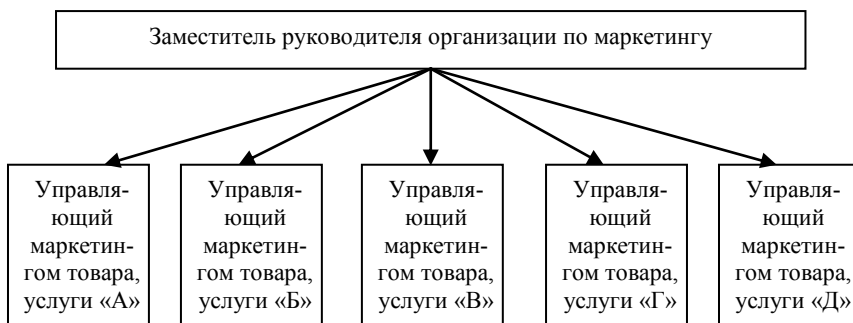 Заместитель руководителя организации по маркетингу
Управля-
ющий
маркетин-
гом товара,
услуги «А»
Управля-
ющий
маркетин-
гом товара,
услуги «Б»
Управля-
ющий
маркетин-
гом товара,
услуги «В»
Управля-
ющий
маркетин-
гом товара,
услуги «Г»
Управля-
ющий
маркетин-
гом товара,
услуги «Д»